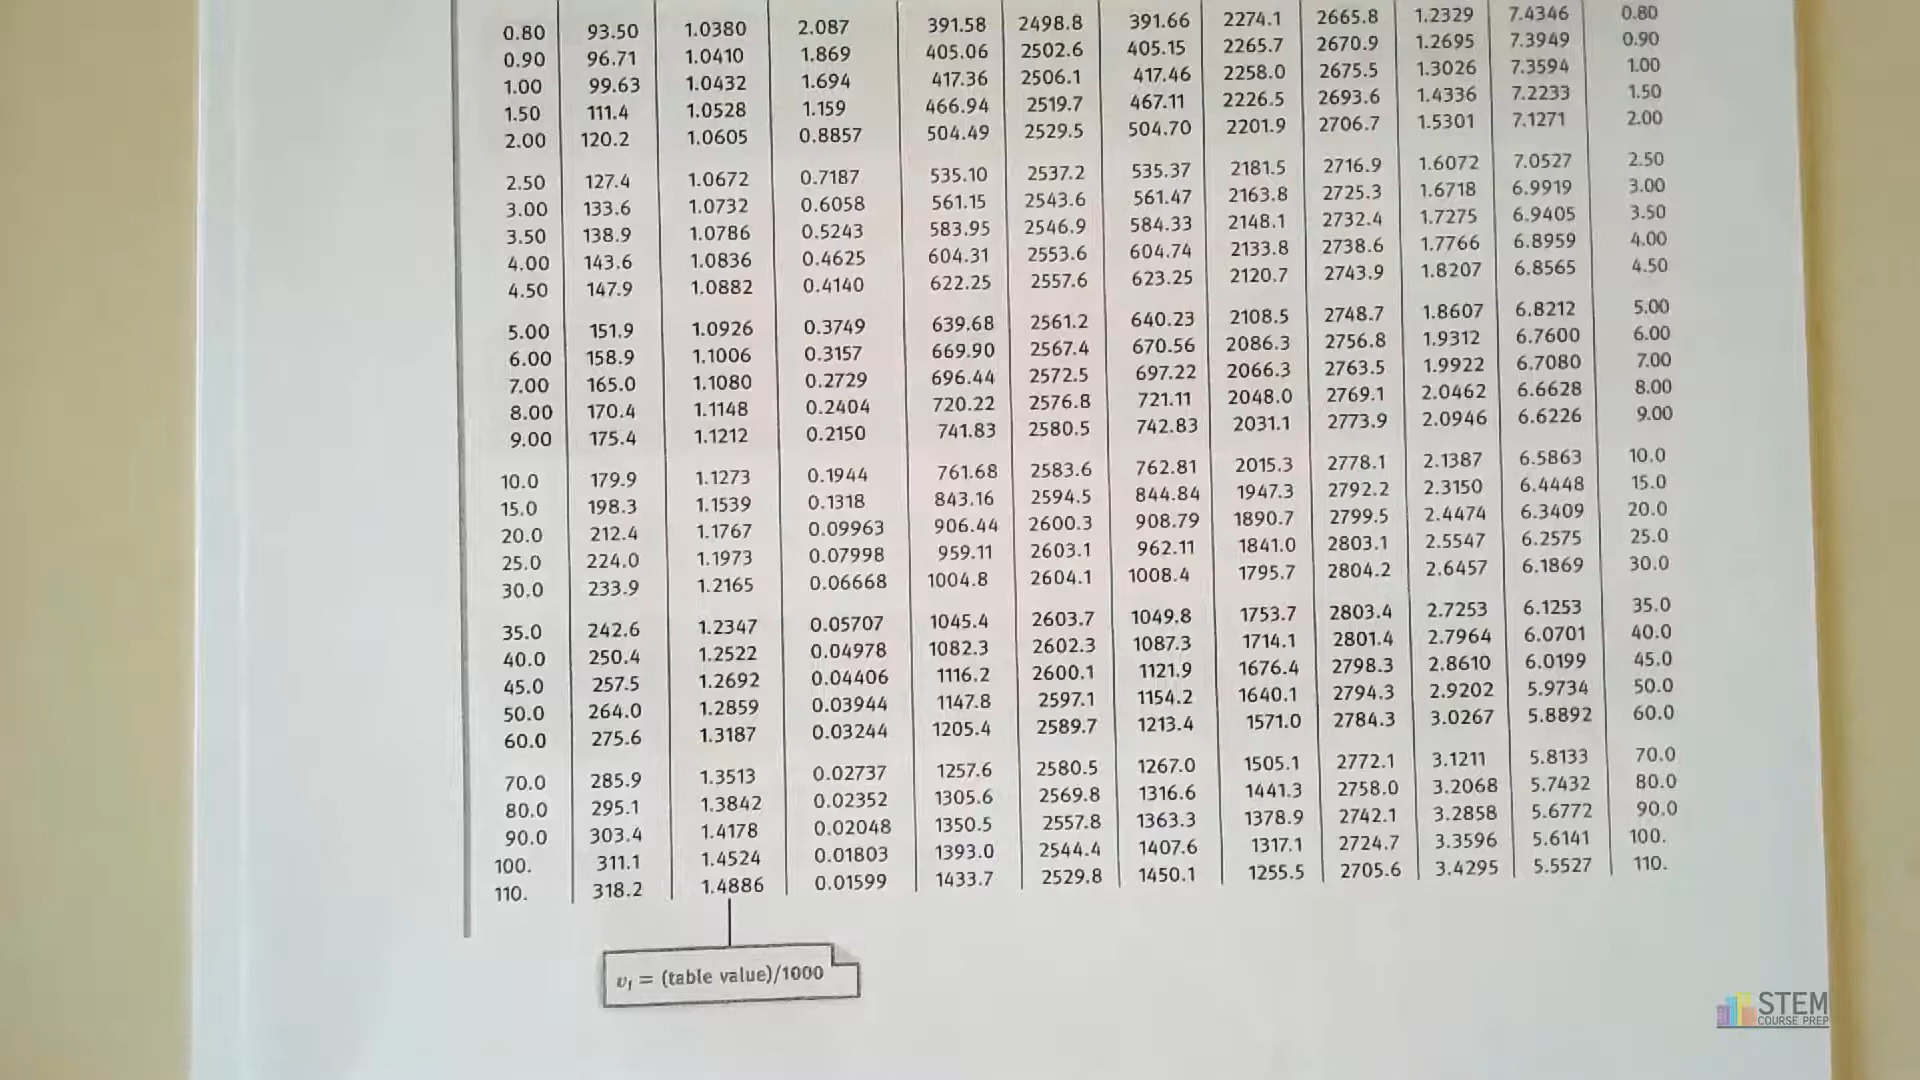 0.80 93.50 1.0380 2.087 391.58 2498.8 391.66 2274.1 2665.8 1.2329 7.4346 0.80
0.90 96.71 1.0410 1.869 405.06 2502.6 405.15 2265.7 2670.9 1.2695 7.3949 0.90
1.00 99.63 1.0432 1.694 417.36 2506.1 417.46 2258.0 2675.5 1.3026 7.3594 1.00
1.50 111.4 1.0528 1.159 466.94 2519.7 467.11 2226.5 2693.6 1.4336 7.2233 1.50
2.00 120.2 1.0605 0.8857 504.49 2529.5 504.70 2201.9 2706.7 1.5301 7.1271 2.00
2.50 127.4 1.0672 0.7187 535.10 2537.2 535.37 2181.5 2716.9 1.6072 7.0527 2.50
3.00 133.6 1.0732 0.6058 561.15 2543.6 561.47 2163.8 2725.3 1.6718 6.9919 3.00
3.50 138.9 1.0786 0.5243 583.95 2546.9 584.33 2148.1 2732.4 1.7275 6.9405 3.50
4.00 143.6 1.0836 0.4625 604.31 2553.6 604.74 2133.8 2738.6 1.7766 6.8959 4.00
4.50 147.9 1.0882 0.4140 622.25 2557.6 623.25 2120.7 2743.9 1.8207 6.8565 4.50
5.00 151.9 1.0926 0.3749 639.68 2561.2 640.23 2108.5 2748.7 1.8607 6.8212 5.00
6.00 158.9 1.1006 0.3157 669.90 2567.4 670.56 2086.3 2756.8 1.9312 6.7600 6.00
7.00 165.0 1.1080 0.2729 696.44 2572.5 697.22 2066.3 2763.5 1.9922 6.7080 7.00
8.00 170.4 1.1148 0.2404 720.22 2576.8 721.11 2048.0 2769.1 2.0462 6.6628 8.00
9.00 175.4 1.1212 0.2150 741.83 2580.5 742.83 2031.1 2773.9 2.0946 6.6226 9.00
10.0 179.9 1.1273 0.1944 761.68 2583.6 762.81 2015.3 2778.1 2.1387 6.5863 10.0
15.0 198.3 1.1539 0.1318 843.16 2594.5 844.84 1947.3 2792.2 2.3150 6.4448 15.0
20.0 212.4 1.1767 0.09963 906.44 2600.3 908.79 1890.7 2799.5 2.4474 6.3409 20.0
25.0 224.0 1.1973 0.07998 959.11 2603.1 962.11 1841.0 2803.1 2.5547 6.2575 25.0
30.0 233.9 1.2165 0.06668 1004.8 2604.1 1008.4 1795.7 2804.2 2.6457 6.1869 30.0
35.0 242.6 1.2347 0.05707 1045.4 2603.7 1049.8 1753.7 2803.4 2.7253 6.1253 35.0
40.0 250.4 1.2522 0.04978 1082.3 2602.3 1087.3 1714.1 2801.4 2.7964 6.0701 40.0
45.0 257.5 1.2692 0.04406 1116.2 2600.1 1121.9 1676.4 2798.3 2.8610 6.0199 45.0
50.0 264.0 1.2859 0.03944 1147.8 2597.1 1154.2 1640.1 2794.3 2.9202 5.9734 50.0
60.0 275.6 1.3187 0.03244 1205.4 2589.7 1213.4 1571.0 2784.3 3.0267 5.8892 60.0
70.0 285.9 1.3513 0.02737 1257.6 2580.5 1267.0 1505.1 2772.1 3.1211 5.8133 70.0
80.0 295.1 1.3842 0.02352 1305.6 2569.8 1316.6 1441.3 2758.0 3.2068 5.7432 80.0
90.0 303.4 1.4178 0.02048 1350.5 2557.8 1363.3 1378.9 2742.1 3.2858 5.6772 90.0
100. 311.1 1.4524 0.01803 1393.0 2544.4 1407.6 1317.1 2724.7 3.3596 5.6141 100.
110. 318.2 1.4886 0.01599 1433.7 2529.8 1450.1 1255.5 2705.6 3.4295 5.5527 110.
v_f = (table value)/1000
STEM
COURSE PREP